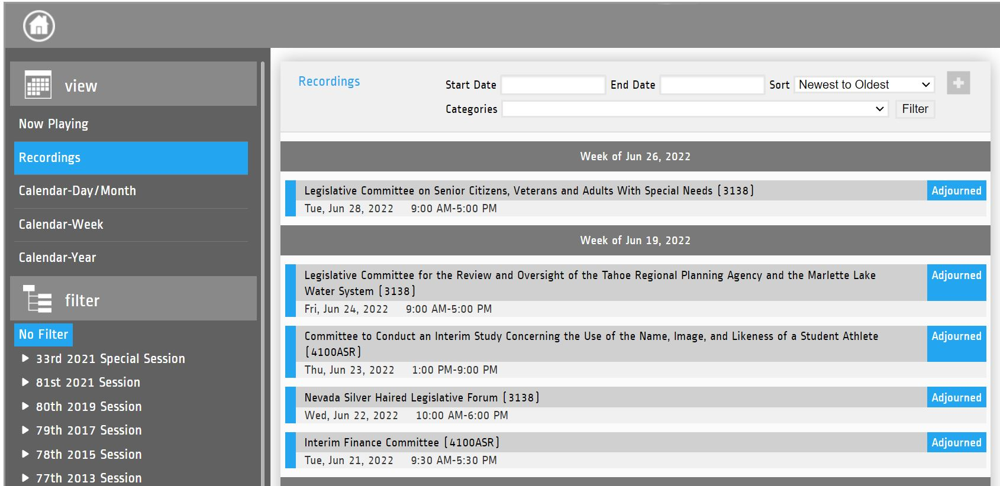 view
Now Playing
Recordings
Calendar-Day/Month
Calendar-Week
Calendar-Year
filter
No Filter
33rd 2021 Special Session
81st 2021 Session
80th 2019 Session
79th 2017 Session
78th 2015 Session
77th 2013 Session
Recordings
Start Date End Date Sort Newest to Oldest
Categories Filter
Week of Jun 26, 2022
Legislative Committee on Senior Citizens, Veterans and Adults With Special Needs (3138) Adjourned
Tue, Jun 28, 2022 9:00 AM-5:00 PM
Week of Jun 19, 2022
Legislative Committee for the Review and Oversight of the Tahoe Regional Planning Agency and the Marlette Lake Adjourned
Water System (3138)
Fri, Jun 24, 2022 9:00 AM-5:00 PM
Committee to Conduct an Interim Study Concerning the Use of the Name, Image, and Likeness of a Student Athlete Adjourned
(4100ASR)
Thu, Jun 23, 2022 1:00 PM-9:00 PM
Nevada Silver Haired Legislative Forum (3138) Adjourned
Wed, Jun 22, 2022 10:00 AM-6:00 PM
Interim Finance Committee (4100ASR) Adjourned
Tue, Jun 21, 2022 9:30 AM-5:30 PM